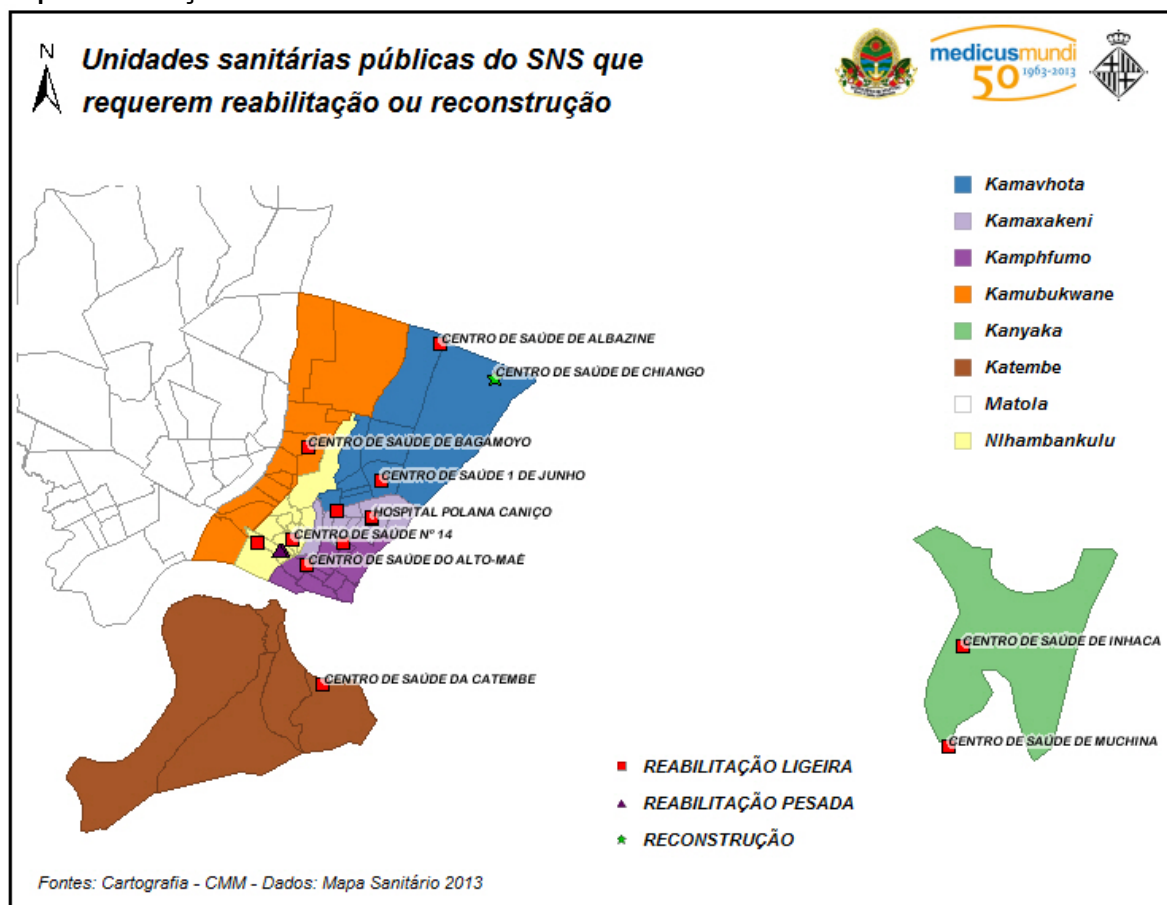 N
Unidades sanitárias públicas do SNS que
requerem reabilitação ou reconstrução
medicusmundi
50 1963-2013
Kamavhota
Kamaxakeni
Kamphfumo
Kamubukwane
Kanyaka
Katembe
Matola
Nlhambankulu
CENTRO DE SAÚDE DE ALBAZINE
CENTRO DE SAÚDE DE CHIANGO
CENTRO DE SAÚDE DE BAGAMOYO
CENTRO DE SAÚDE 1 DE JUNHO
HOSPITAL POLANA CANIÇO
CENTRO DE SAÚDE Nº 14
CENTRO DE SAÚDE DO ALTO-MAÉ
CENTRO DE SAÚDE DA CATEMBE
CENTRO DE SAÚDE DE INHACA
CENTRO DE SAÚDE DE MUCHINA
REABILITAÇÃO LIGEIRA
REABILITAÇÃO PESADA
RECONSTRUÇÃO
Fontes: Cartografia - CMM - Dados: Mapa Sanitário 2013